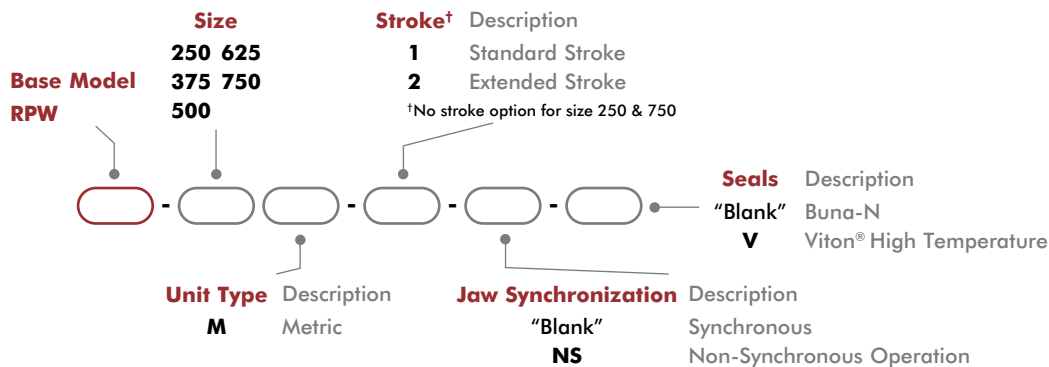 Size
250 625
375 750
500
Base Model
RPW
Stroke† Description
1 Standard Stroke
2 Extended Stroke
†No stroke option for size 250 & 750
- - - -
Seals Description
“Blank” Buna-N
V Viton® High Temperature
Unit Type Description
M Metric
Jaw Synchronization Description
“Blank” Synchronous
NS Non-Synchronous Operation